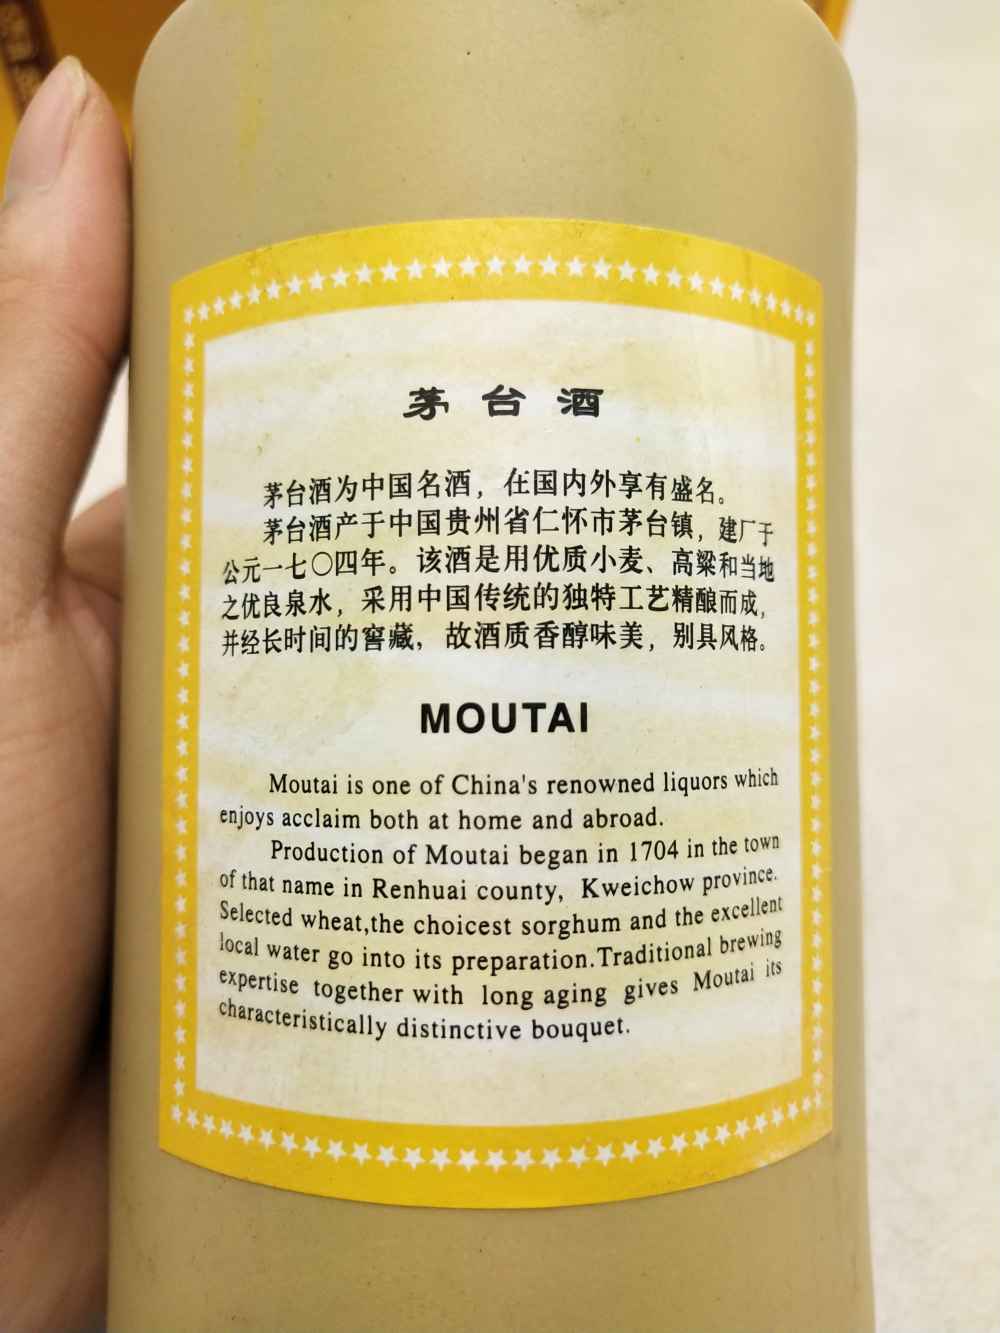 茅台酒
茅台酒为中国名酒，在国内外享有盛名。
茅台酒产于中国贵州省仁怀市茅台镇，建厂于
公元一七〇四年。该酒是用优质小麦、高粱和当地
之优良泉水，采用中国传统的独特工艺精酿而成，
并经长时间的窖藏，故酒质香醇味美，别具风格。
MOUTAI
Moutai is one of China's renowned liquors which
enjoys acclaim both at home and abroad.
Production of Moutai began in 1704 in the town
of that name in Renhuai county, Kweichow province.
Selected wheat,the choicest sorghum and the excellent
local water go into its preparation.Traditional brewing
expertise together with long aging gives Moutai its
characteristically distinctive bouquet.